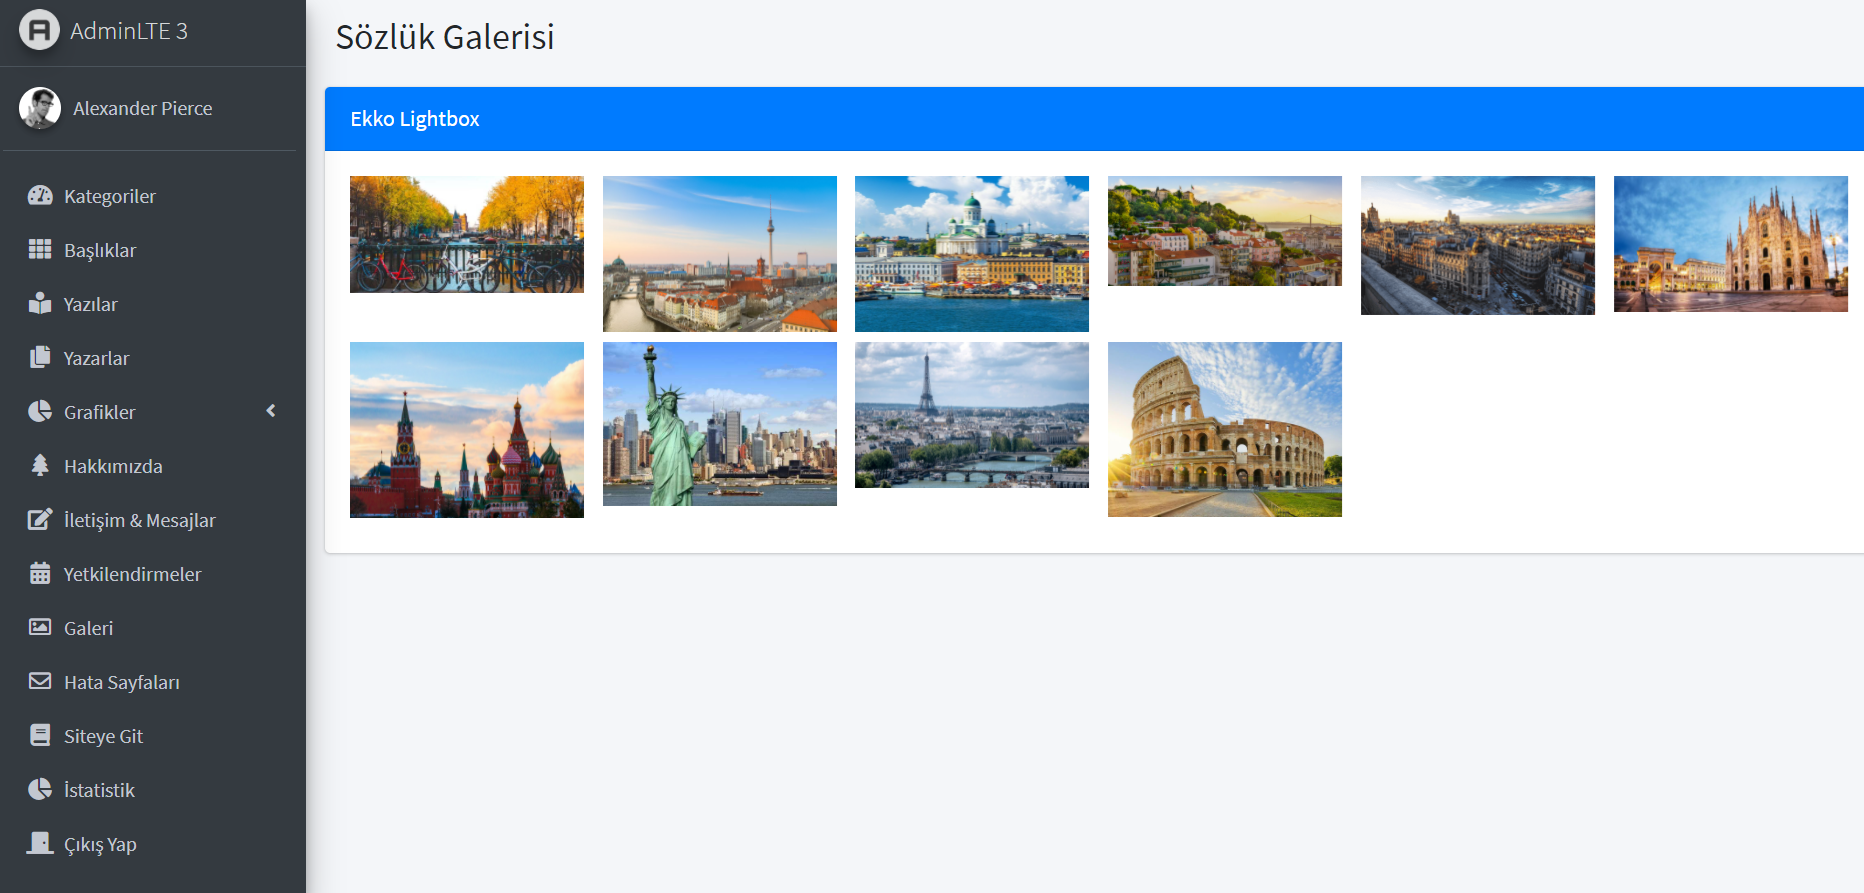 AdminLTE 3
Alexander Pierce
Kategoriler
Başlıklar
Yazılar
Yazarlar
Grafikler
Hakkımızda
İletişim & Mesajlar
Yetkilendirmeler
Galeri
Hata Sayfaları
Siteye Git
İstatistik
Çıkış Yap
Sözlük Galerisi
Ekko Lightbox